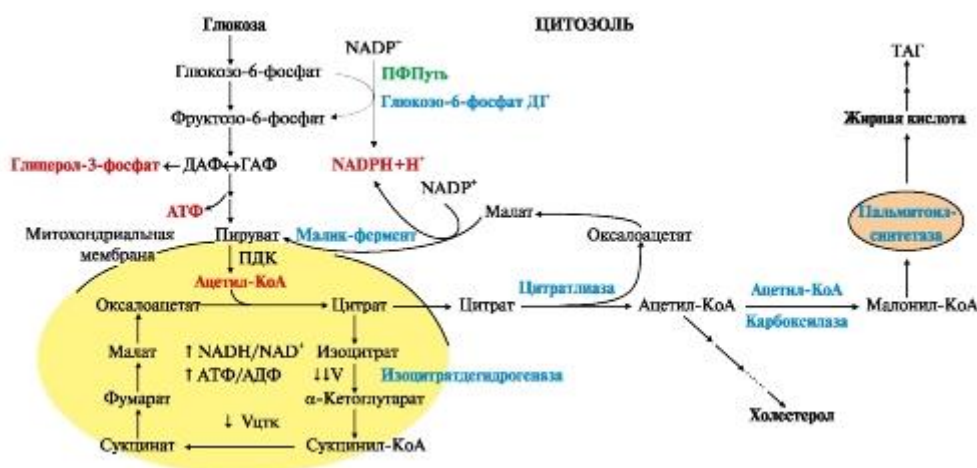 Глюкоза
ЦИТОЗОЛЬ
NADP⁻
ТАГ
Глюкозо-6-фосфат
ПФПуть
Глюкозо-6-фосфат ДГ
Фруктозо-6-фосфат
Жирная кислота
Глиперол-3-фосфат ← ДАФ ↔ ГАФ
NADPH+H⁺
NADP⁺
АТФ
Малат
Пальмитоил-
синтетаза
Митохондриальная
мембрана
Пируват
Малик-фермент
Оксалоацетат
ПДК
Ацетил-КоА
Оксалоацетат
Цитрат
Цитрат
Цитратлиаза
Ацетил-КоА
Ацетил-КоА
Карбоксилаза
Малонил-КоА
Малат
↑ NADH/NAD⁺
Изоцитрат
↑ АТФ/АДФ
↓↓V
Изоцитратдегидрогеназа
Фумарат
α-Кетоглутарат
↓ Vцтк
Холестерол
Сукцинат
Сукцинил-КоА